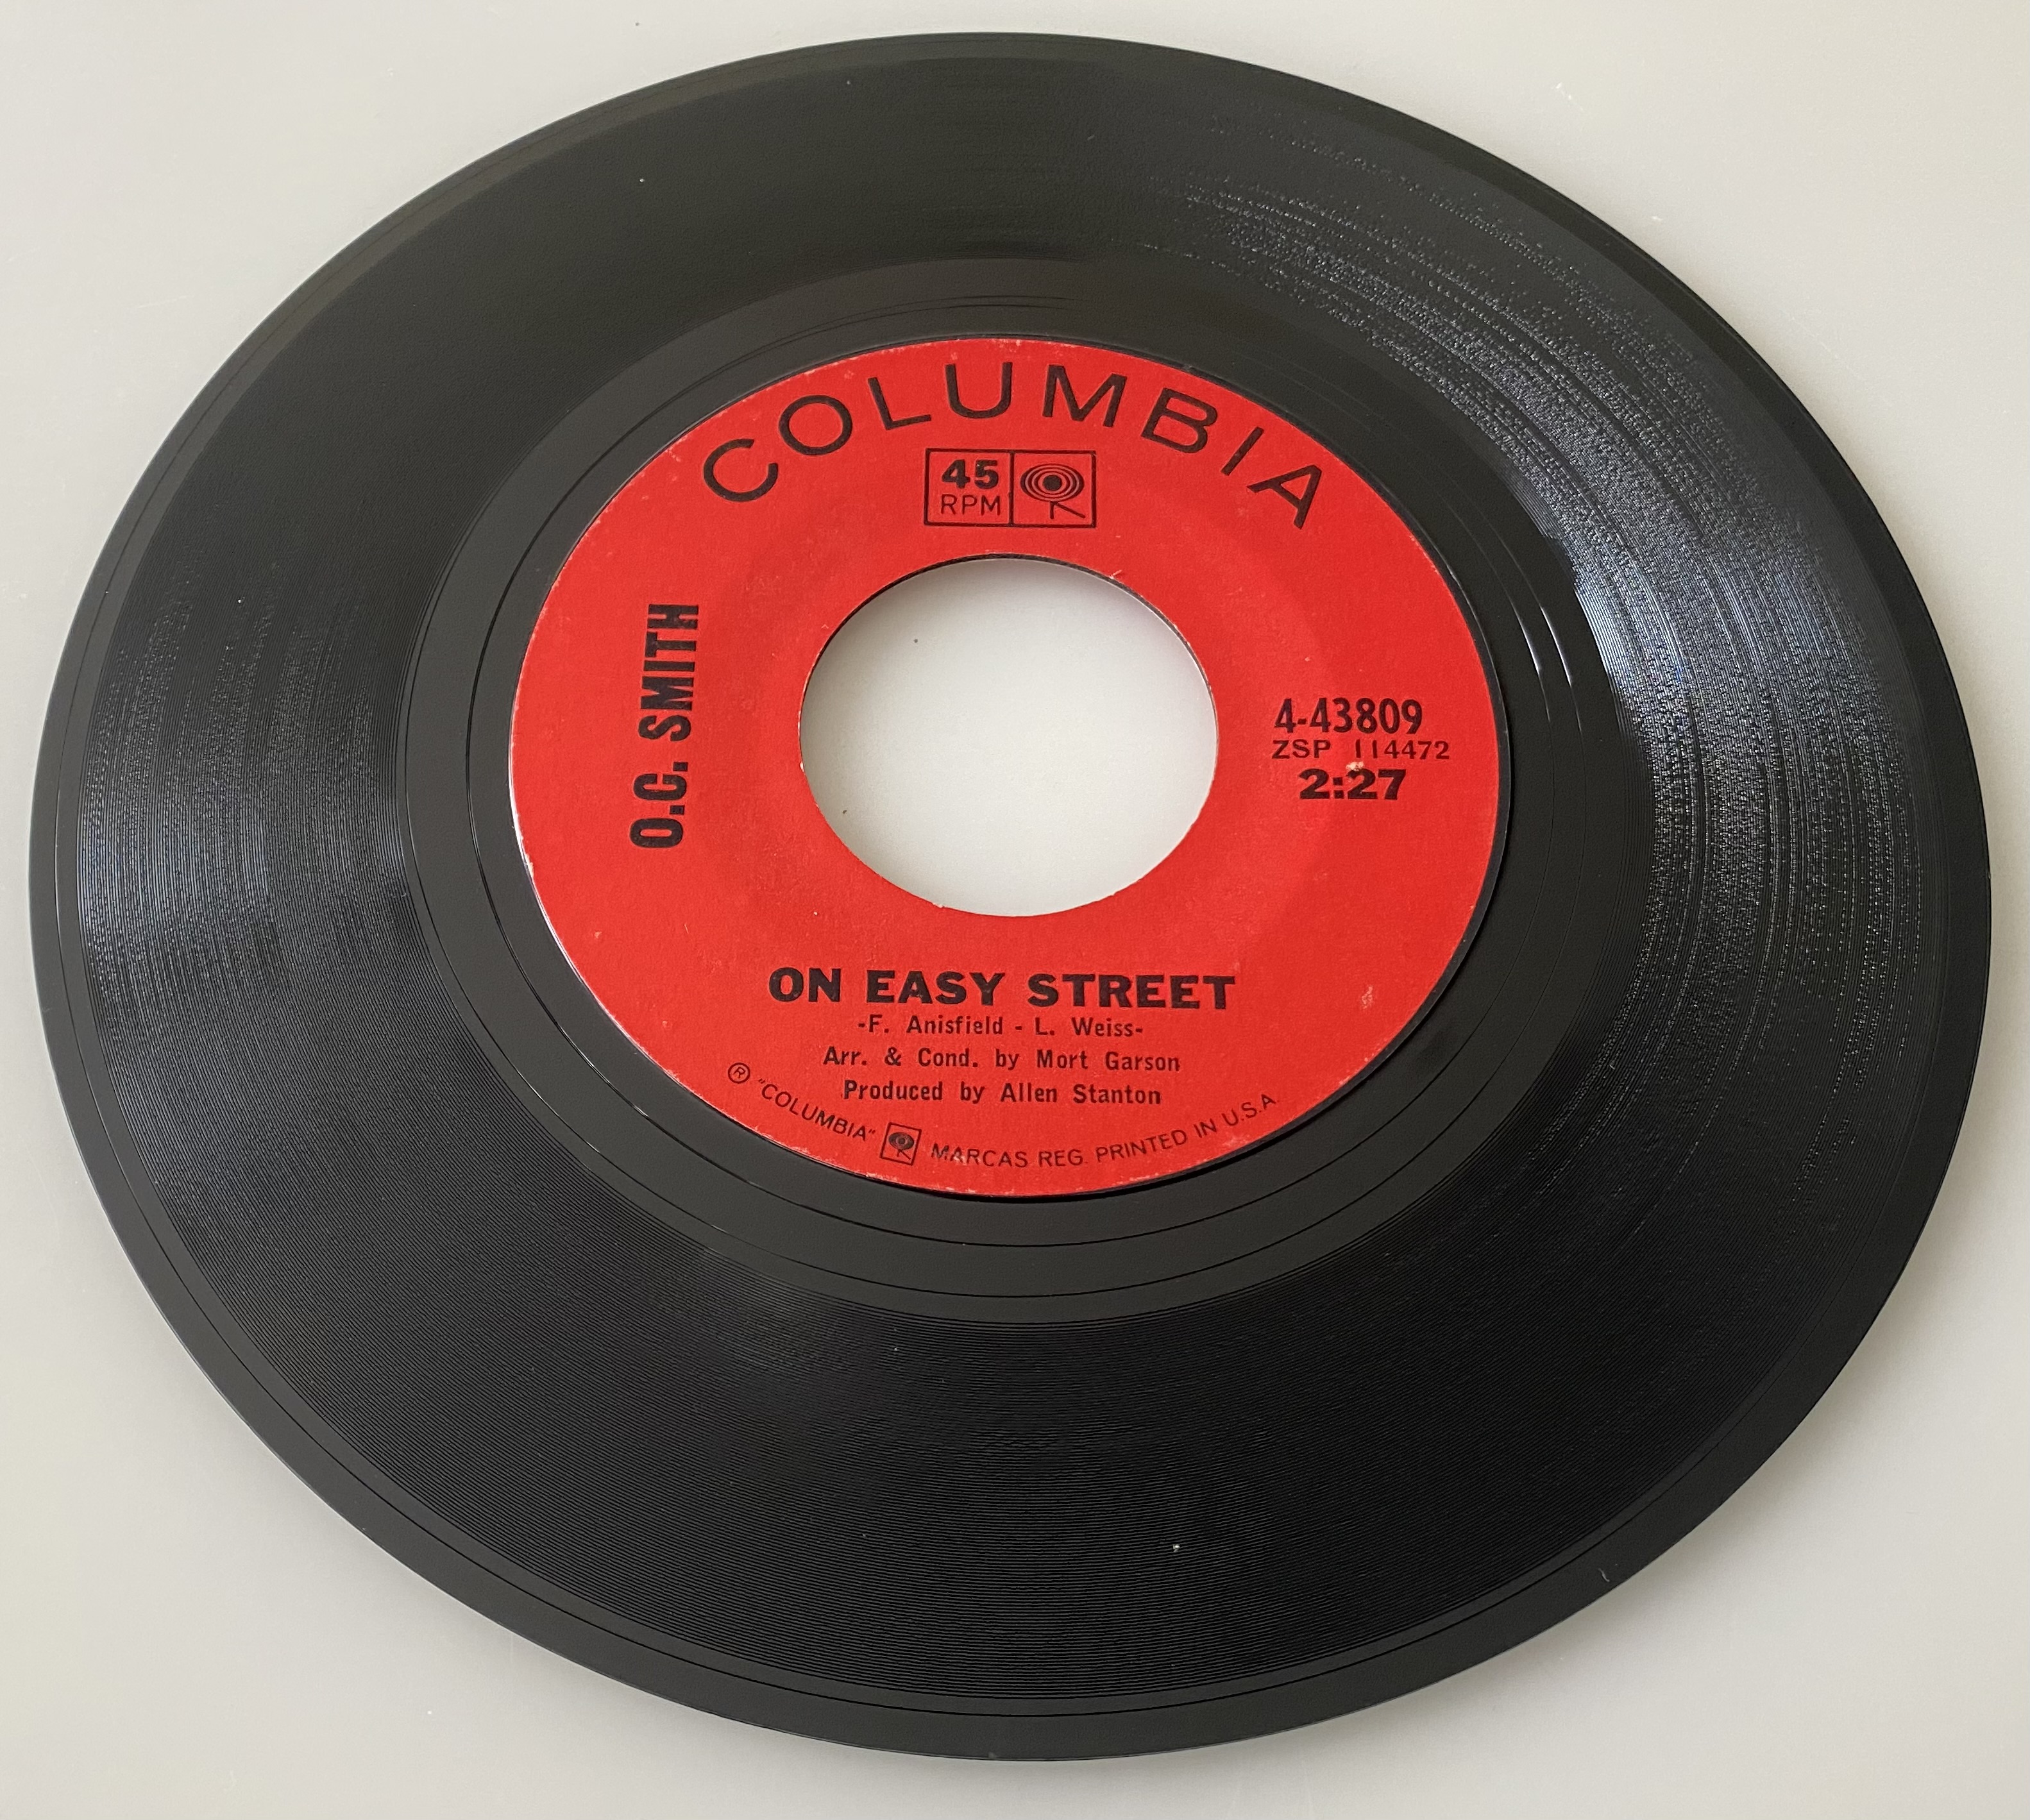 COLUMBIA
45
RPM
O.C. SMITH
4-43809
ZSP 114472
2:27
ON EASY STREET
-F. Anisfield - L. Weiss-
Arr. & Cond. by Mort Garson
Produced by Allen Stanton
Ⓡ "COLUMBIA" MARCAS REG. PRINTED IN U.S.A